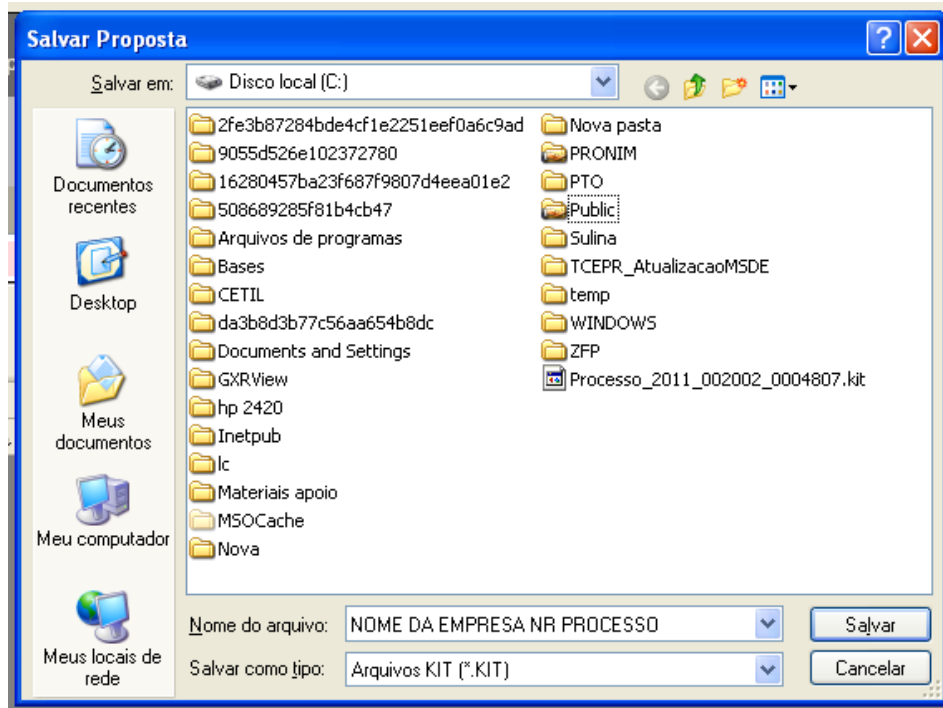 Salvar Proposta
Salvar em:
Disco local (C:)
Documentos
recentes
Desktop
Meus
documentos
Meu computador
Meus locais de
rede
2fe3b87284bde4cf1e2251eef0a6c9ad
9055d526e102372780
16280457ba23f687f9807d4eea01e2
508689285f81b4cb47
Arquivos de programas
Bases
CETIL
da3b8d3b77c56aa654b8dc
Documents and Settings
GXRView
hp 2420
Inetpub
lc
Materiais apoio
MSOCache
Nova
Nova pasta
PRONIM
PTO
Public
Sulina
TCEPR_AtualizacaoMSDE
temp
WINDOWS
ZFP
Processo_2011_002002_0004807.kit
Nome do arquivo:
NOME DA EMPRESA NR PROCESSO
Salvar
Salvar como tipo:
Arquivos KIT (*.KIT)
Cancelar